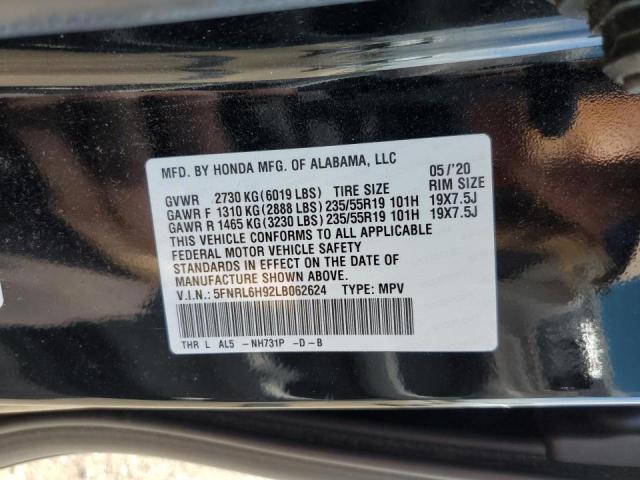 MFD. BY HONDA MFG. OF ALABAMA, LLC 05/'20
GVWR 2730 KG(6019 LBS) TIRE SIZE RIM SIZE
GAWR F 1310 KG(2888 LBS)235/55R19 101H 19X7.5J
GAWR R 1465 KG(3230 LBS)235/55R19 101H 19X7.5J
THIS VEHICLE CONFORMS TO ALL APPLICABLE
FEDERAL MOTOR VEHICLE SAFETY
STANDARDS IN EFFECT ON THE DATE OF
MANUFACTURE SHOWN ABOVE.
V.I.N.: 5FNRL6H92LB062624 TYPE: MPV
THR L AL5 -NH731P -D-B